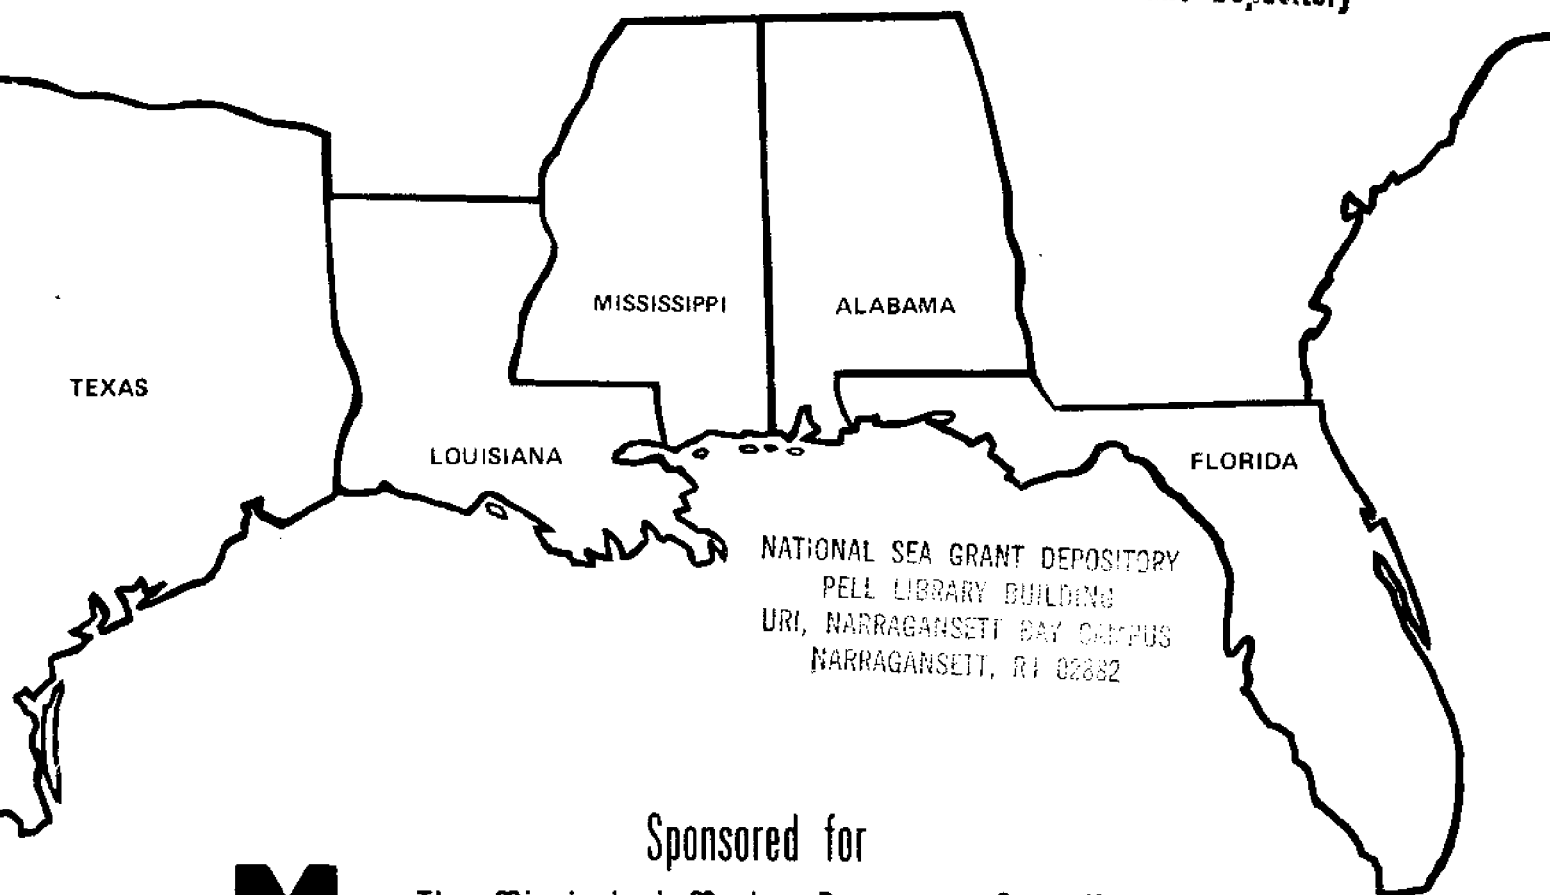 Depository
MISSISSIPPI
ALABAMA
TEXAS
LOUISIANA
FLORIDA
NATIONAL SEA GRANT DEPOSITORY
PELL LIBRARY BUILDING
URI, NARRAGANSETT BAY CAMPUS
NARRAGANSETT, RI 02882
Sponsored for
M